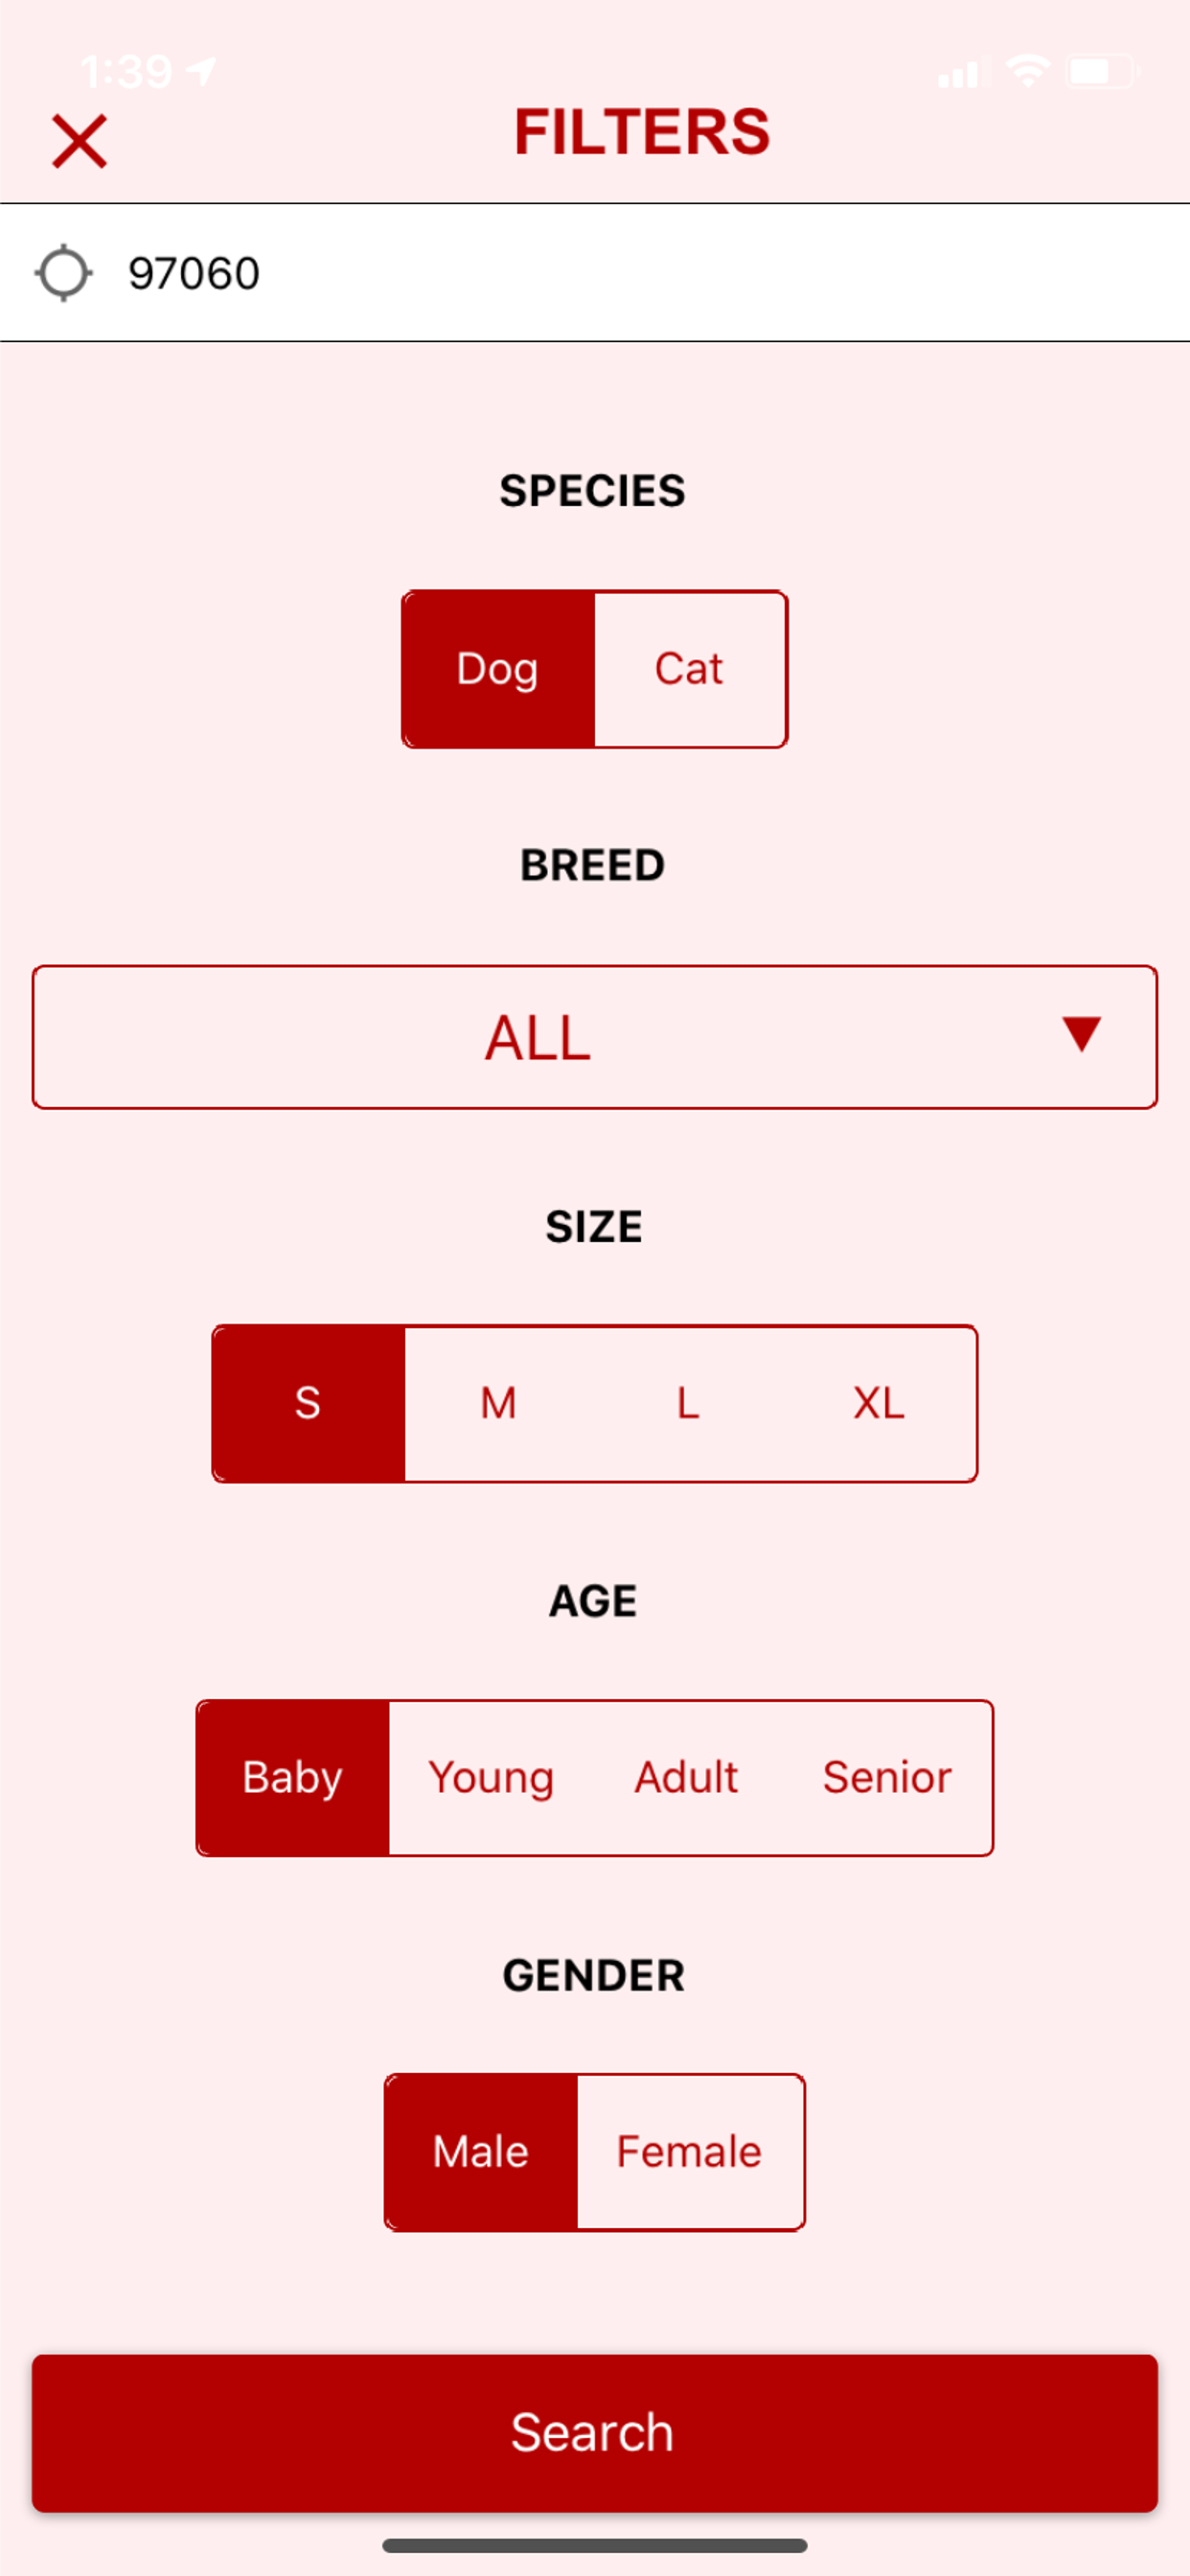 1:39
FILTERS
97060
SPECIES
Dog Cat
BREED
ALL
SIZE
S M L XL
AGE
Baby Young Adult Senior
GENDER
Male Female
Search